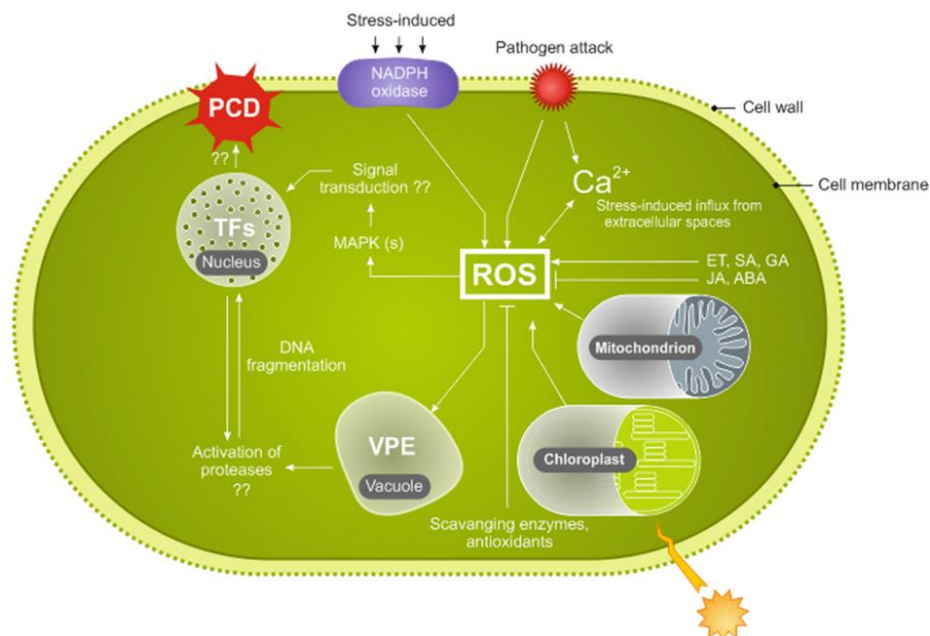 Stress-induced
NADPH
oxidase
Pathogen attack
Cell wall
Cell membrane
PCD
??
Signal
transduction ??
Ca2+
Stress-induced influx from
extracellular spaces
TFs
Nucleus
MAPK (s)
ROS
ET, SA, GA
JA, ABA
Mitochondrion
DNA
fragmentation
VPE
Vacuole
Chloroplast
Activation of
proteases
??
Scavanging enzymes,
antioxidants